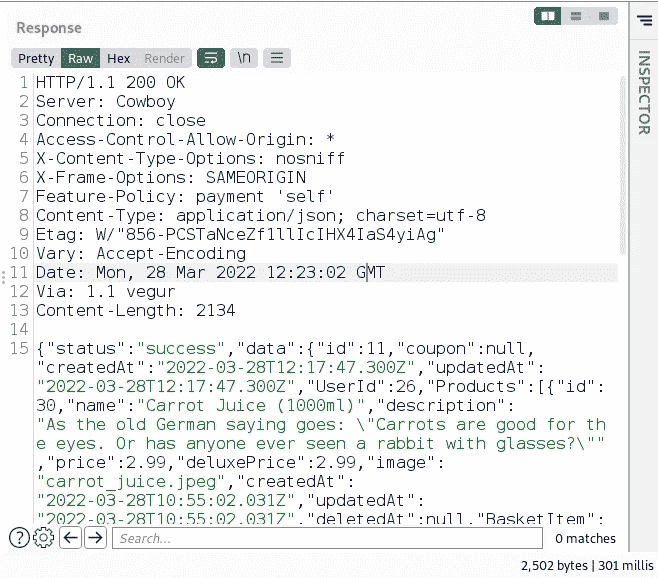 Response
Pretty Raw Hex Render \n
INSPECTOR
1 HTTP/1.1 200 OK
2 Server: Cowboy
3 Connection: close
4 Access-Control-Allow-Origin: *
5 X-Content-Type-Options: nosniff
6 X-Frame-Options: SAMEORIGIN
7 Feature-Policy: payment 'self'
8 Content-Type: application/json; charset=utf-8
9 Etag: W/"856-PCSTaNceZf1llIcIHX4IaS4yiAg"
10 Vary: Accept-Encoding
11 Date: Mon, 28 Mar 2022 12:23:02 GMT
12 Via: 1.1 vegur
13 Content-Length: 2134
14
15 {"status":"success","data":{"id":11,"coupon":null,
"createdAt":"2022-03-28T12:17:47.300Z","updatedAt":
"2022-03-28T12:17:47.300Z","UserId":26,"Products":[{"id":
30,"name":"Carrot Juice (1000ml)","description":
"As the old German saying goes: \"Carrots are good for th
e eyes. Or has anyone ever seen a rabbit with glasses?\""
,"price":2.99,"deluxePrice":2.99,"image":
"carrot_juice.jpeg","createdAt":
"2022-03-28T10:55:02.031Z","updatedAt":
"2022-03-28T10:55:02.031Z","deletedAt":null,"BasketItem":
Search... 0 matches
2,502 bytes | 301 millis